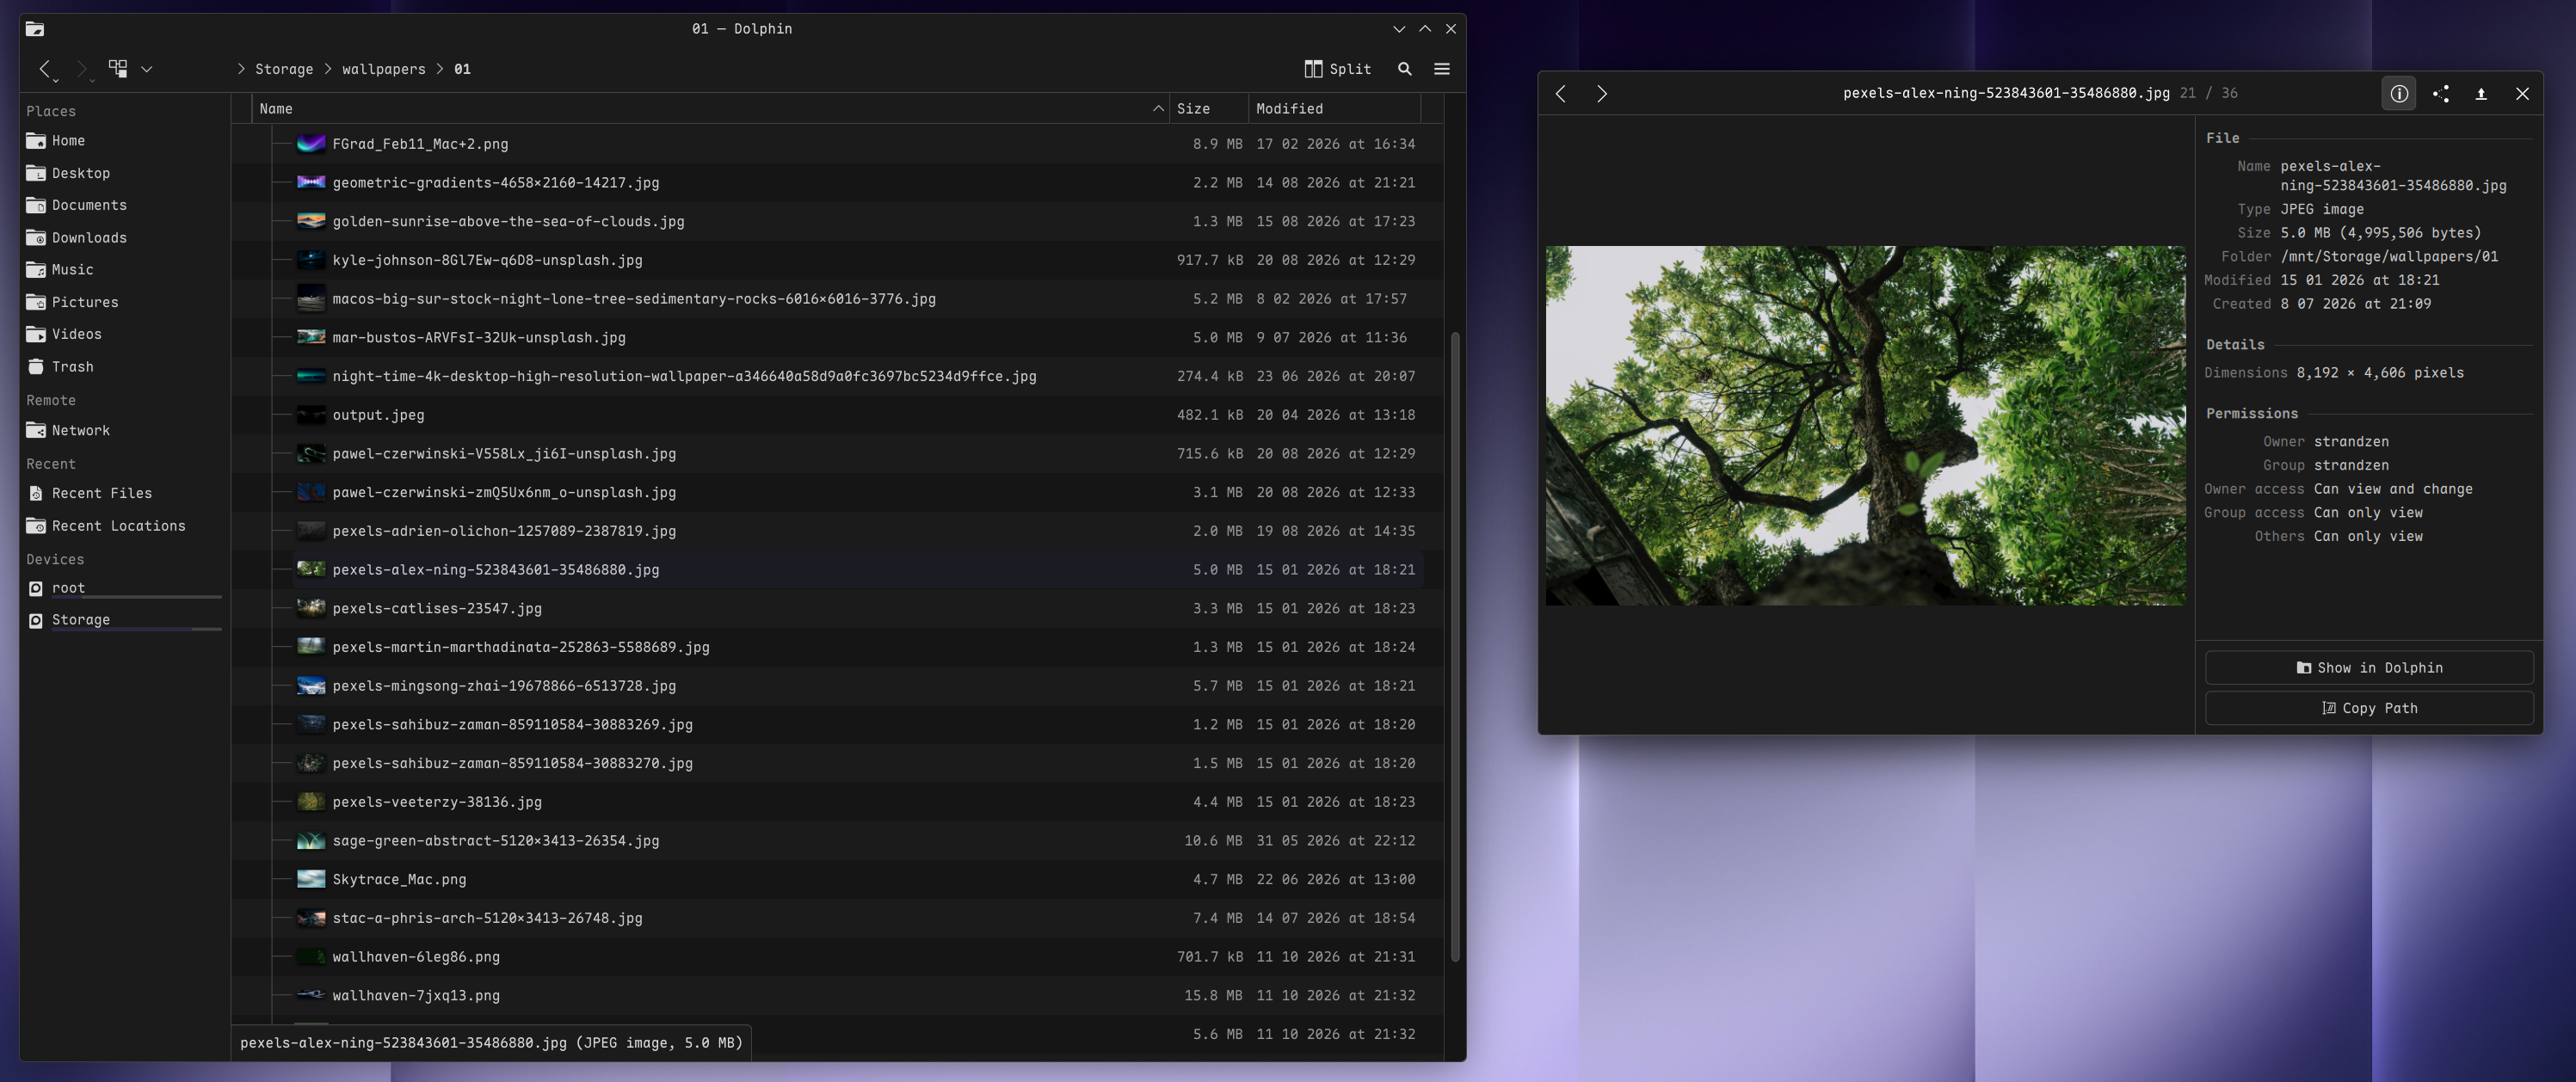 01 — Dolphin
Storage wallpapers 01
Split
Places
Home
Desktop
Documents
Downloads
Music
Pictures
Videos
Trash
Remote
Network
Recent
Recent Files
Recent Locations
Devices
root
Storage
Name Size Modified
FGrad_Feb11_Mac+2.png 8.9 MB 17 02 2026 at 16:34
geometric-gradients-4658×2160-14217.jpg 2.2 MB 14 08 2026 at 21:21
golden-sunrise-above-the-sea-of-clouds.jpg 1.3 MB 15 08 2026 at 17:23
kyle-johnson-8Gl7Ew-q6D8-unsplash.jpg 917.7 kB 20 08 2026 at 12:29
macos-big-sur-stock-night-lone-tree-sedimentary-rocks-6016×6016-3776.jpg 5.2 MB 8 02 2026 at 17:57
mar-bustos-ARVFsI-32Uk-unsplash.jpg 5.0 MB 9 07 2026 at 11:36
night-time-4k-desktop-high-resolution-wallpaper-a346640a58d9a0fc3697bc5234d9ffce.jpg 274.4 kB 23 06 2026 at 20:07
output.jpeg 482.1 kB 20 04 2026 at 13:18
pawel-czerwinski-V558Lx_ji6I-unsplash.jpg 715.6 kB 20 08 2026 at 12:29
pawel-czerwinski-zmQ5Ux6nm_o-unsplash.jpg 3.1 MB 20 08 2026 at 12:33
pexels-adrien-olichon-1257089-2387819.jpg 2.0 MB 19 08 2026 at 14:35
pexels-alex-ning-523843601-35486880.jpg 5.0 MB 15 01 2026 at 18:21
pexels-catlises-23547.jpg 3.3 MB 15 01 2026 at 18:23
pexels-martin-marthadinata-252863-5588689.jpg 1.3 MB 15 01 2026 at 18:24
pexels-mingsong-zhai-19678866-6513728.jpg 5.7 MB 15 01 2026 at 18:21
pexels-sahibuz-zaman-859110584-30883269.jpg 1.2 MB 15 01 2026 at 18:20
pexels-sahibuz-zaman-859110584-30883270.jpg 1.5 MB 15 01 2026 at 18:20
pexels-veeterzy-38136.jpg 4.4 MB 15 01 2026 at 18:23
sage-green-abstract-5120×3413-26354.jpg 10.6 MB 31 05 2026 at 22:12
Skytrace_Mac.png 4.7 MB 22 06 2026 at 13:00
stac-a-phris-arch-5120×3413-26748.jpg 7.4 MB 14 07 2026 at 18:54
wallhaven-6leg86.png 701.7 kB 11 10 2026 at 21:31
wallhaven-7jxq13.png 15.8 MB 11 10 2026 at 21:32
5.6 MB 11 10 2026 at 21:32
pexels-alex-ning-523843601-35486880.jpg (JPEG image, 5.0 MB)
pexels-alex-ning-523843601-35486880.jpg 21 / 36
File
Name pexels-alex-
ning-523843601-35486880.jpg
Type JPEG image
Size 5.0 MB (4,995,506 bytes)
Folder /mnt/Storage/wallpapers/01
Modified 15 01 2026 at 18:21
Created 8 07 2026 at 21:09
Details
Dimensions 8,192 × 4,606 pixels
Permissions
Owner strandzen
Group strandzen
Owner access Can view and change
Group access Can only view
Others Can only view
Show in Dolphin
Copy Path